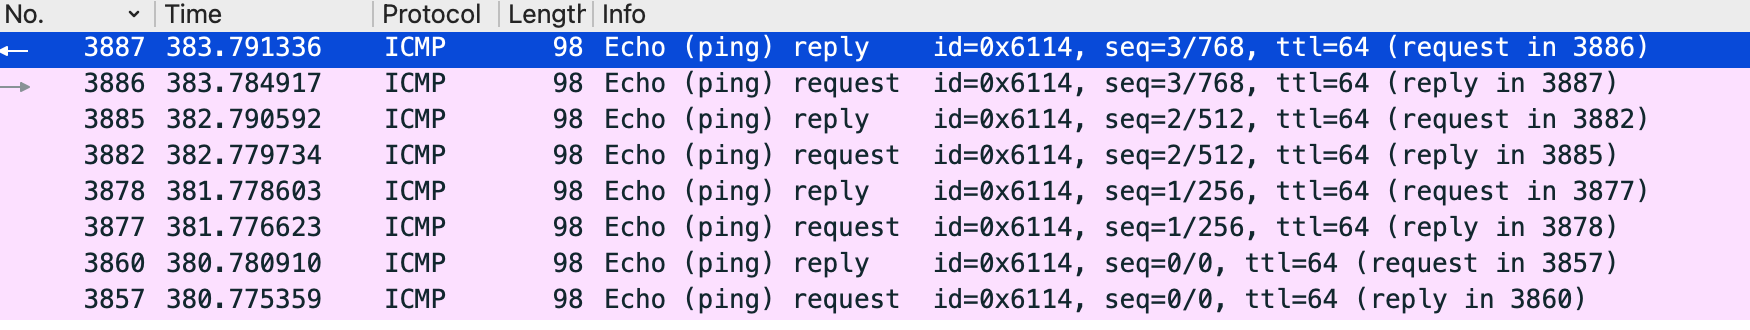 No. Time Protocol Length Info
3887 383.791336 ICMP 98 Echo (ping) reply id=0x6114, seq=3/768, ttl=64 (request in 3886)
3886 383.784917 ICMP 98 Echo (ping) request id=0x6114, seq=3/768, ttl=64 (reply in 3887)
3885 382.790592 ICMP 98 Echo (ping) reply id=0x6114, seq=2/512, ttl=64 (request in 3882)
3882 382.779734 ICMP 98 Echo (ping) request id=0x6114, seq=2/512, ttl=64 (reply in 3885)
3878 381.778603 ICMP 98 Echo (ping) reply id=0x6114, seq=1/256, ttl=64 (request in 3877)
3877 381.776623 ICMP 98 Echo (ping) request id=0x6114, seq=1/256, ttl=64 (reply in 3878)
3860 380.780910 ICMP 98 Echo (ping) reply id=0x6114, seq=0/0, ttl=64 (request in 3857)
3857 380.775359 ICMP 98 Echo (ping) request id=0x6114, seq=0/0, ttl=64 (reply in 3860)